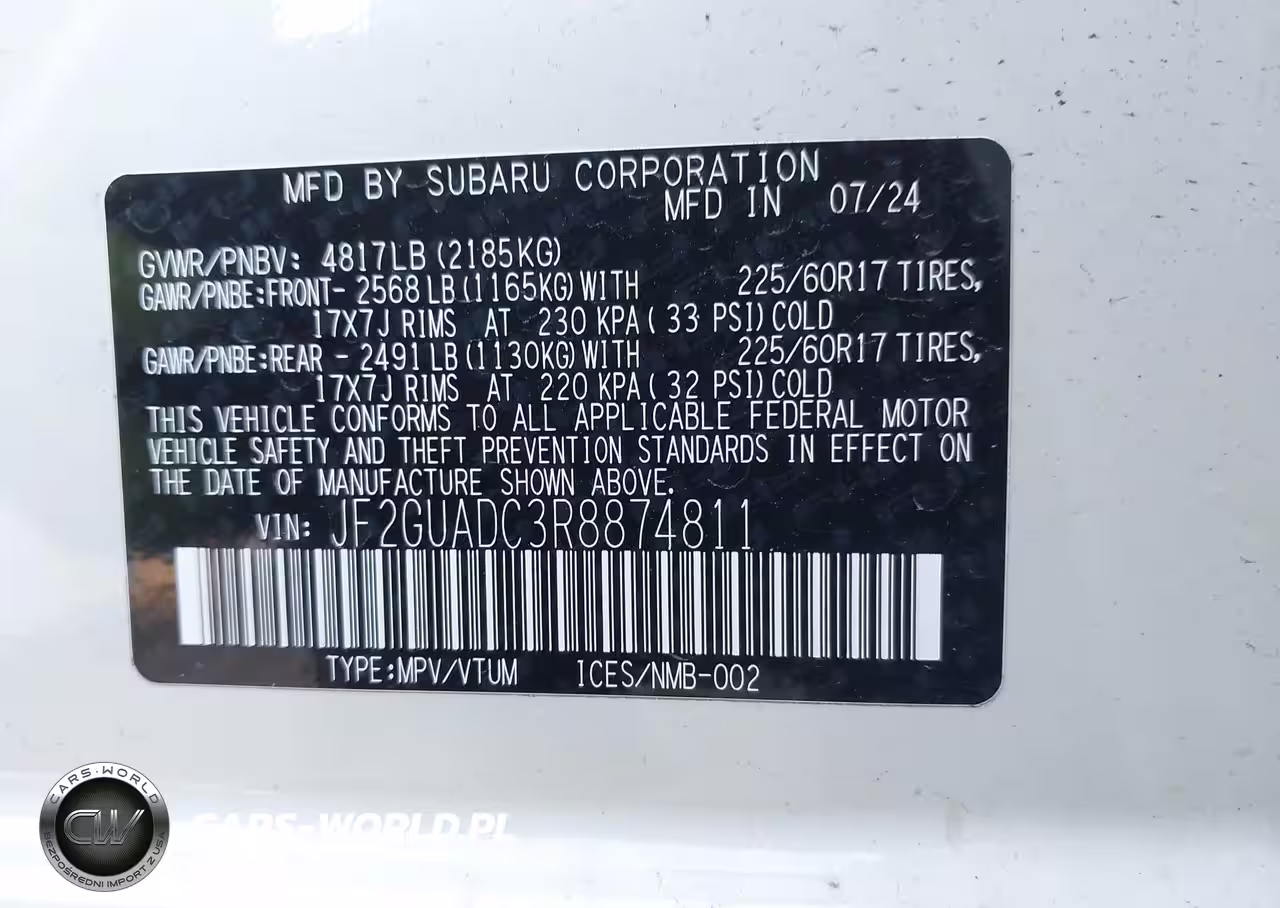 MFD BY SUBARU CORPORATION
MFD IN 07/24
GVWR/PNBV: 4817LB (2185KG)
GAWR/PNBE:FRONT- 2568 LB (1165KG) WITH 225/60R17 TIRES,
17X7J RIMS AT 230 KPA ( 33 PSI) COLD
GAWR/PNBE:REAR - 2491 LB (1130KG) WITH 225/60R17 TIRES,
17X7J RIMS AT 220 KPA ( 32 PSI) COLD
THIS VEHICLE CONFORMS TO ALL APPLICABLE FEDERAL MOTOR
VEHICLE SAFETY AND THEFT PREVENTION STANDARDS IN EFFECT ON
THE DATE OF MANUFACTURE SHOWN ABOVE.
VIN: JF2GUADC3R8874811
TYPE:MPV/VTUM ICES/NMB-002
CARS-WORLD
CW
BEZPOŚREDNI IMPORT Z USA
CARS-WORLD.PL